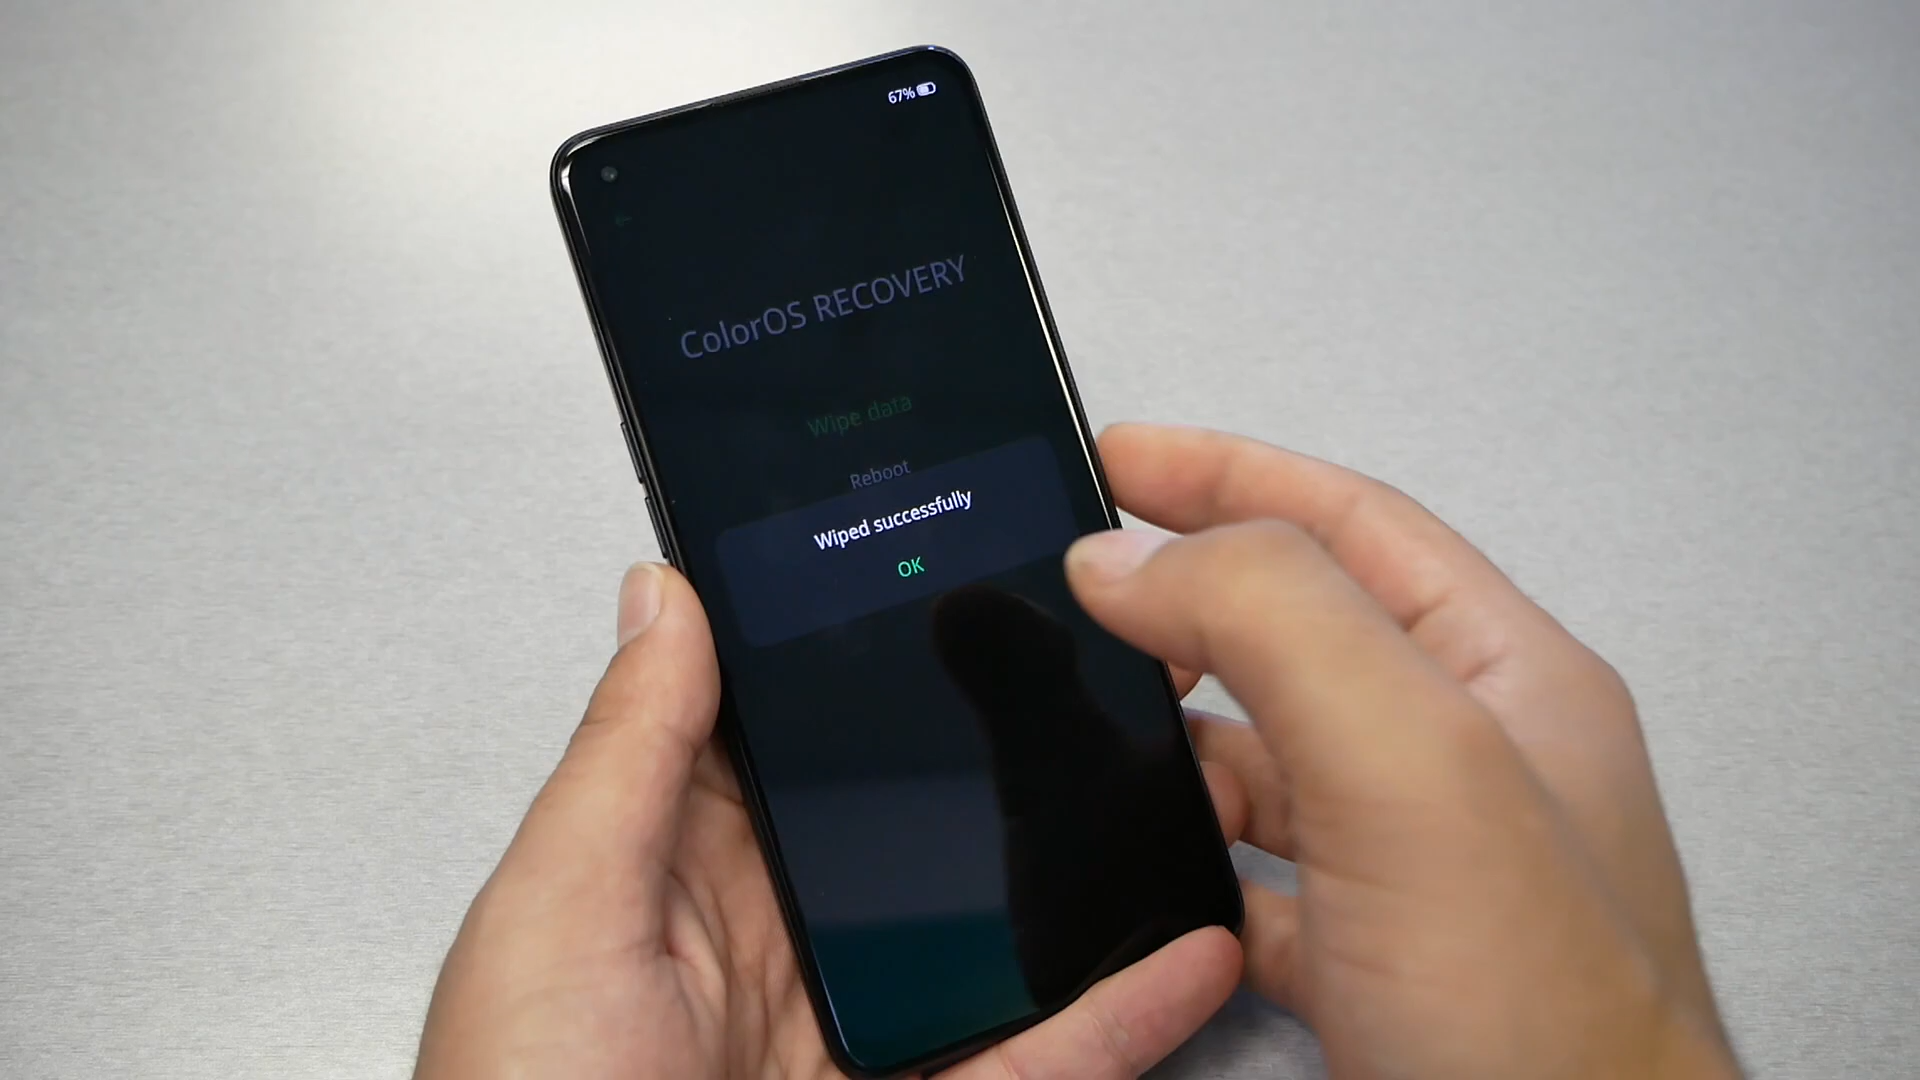 67%
ColorOS RECOVERY
Wipe data
Reboot
Wiped successfully
OK